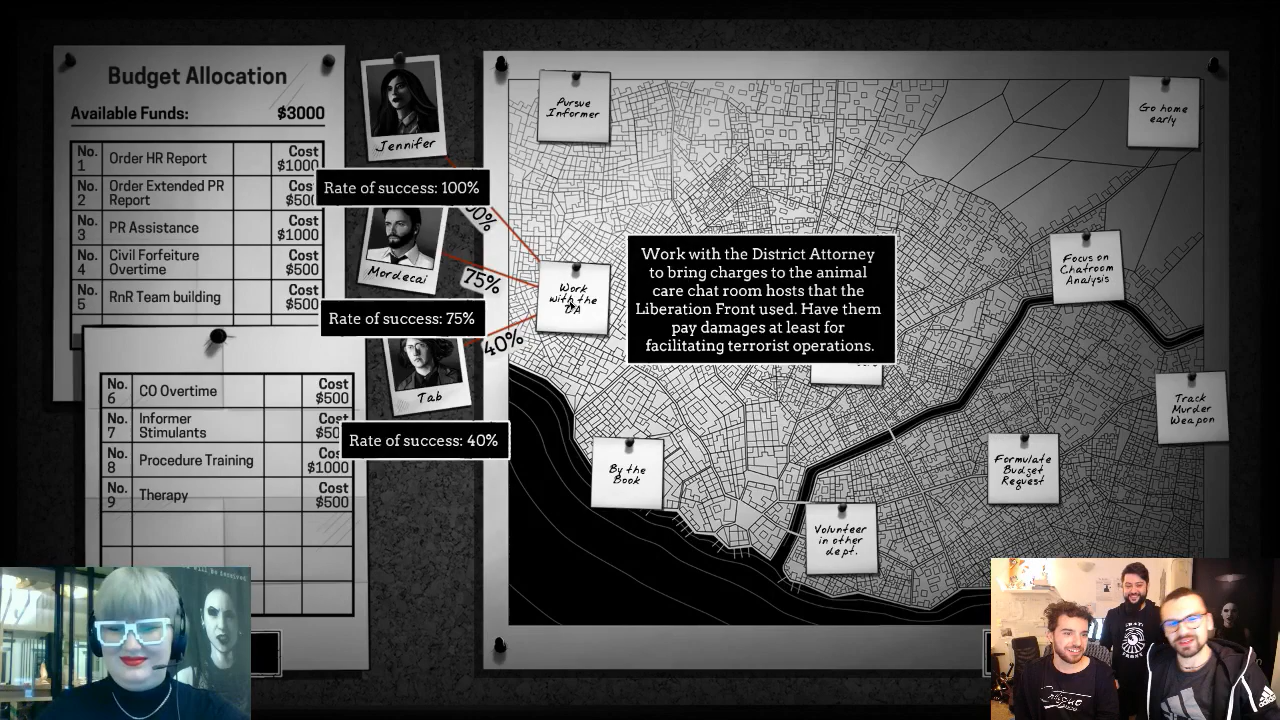 Budget Allocation
Available Funds: $3000
No. 1 Order HR Report Cost $1000
No. 2 Order Extended PR Report $500
No. 3 PR Assistance Cost $1000
No. 4 Civil Forfeiture Overtime Cost $500
No. 5 RnR Team building Cost $500
No. 6 CO Overtime Cost $500
No. 7 Informer Stimulants Cost
No. 8 Procedure Training Cost $1000
No. 9 Therapy Cost $500
Jennifer
Rate of success: 100%
Mordecai
75%
Rate of success: 75%
40%
Tab
Rate of success: 40%
Pursue
Informer
Go home
early
Work
with the
DA
Work with the District Attorney
to bring charges to the animal
care chat room hosts that the
Liberation Front used. Have them
pay damages at least for
facilitating terrorist operations.
Focus on
Chatroom
Analysis
Track
Murder
Weapon
By the
Book
Formulate
Budget
Request
Volunteer
in other
dept.